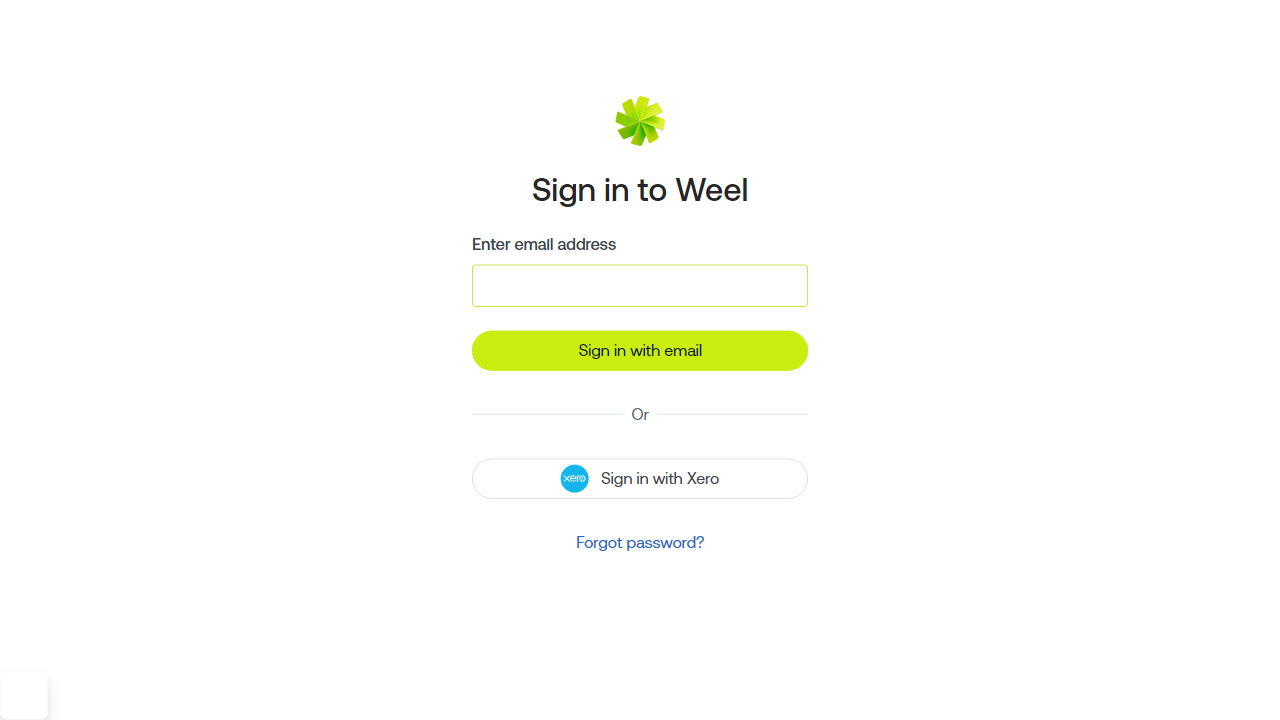 Sign in to Weel
Enter email address
Sign in with email
Or
xero Sign in with Xero
Forgot password?